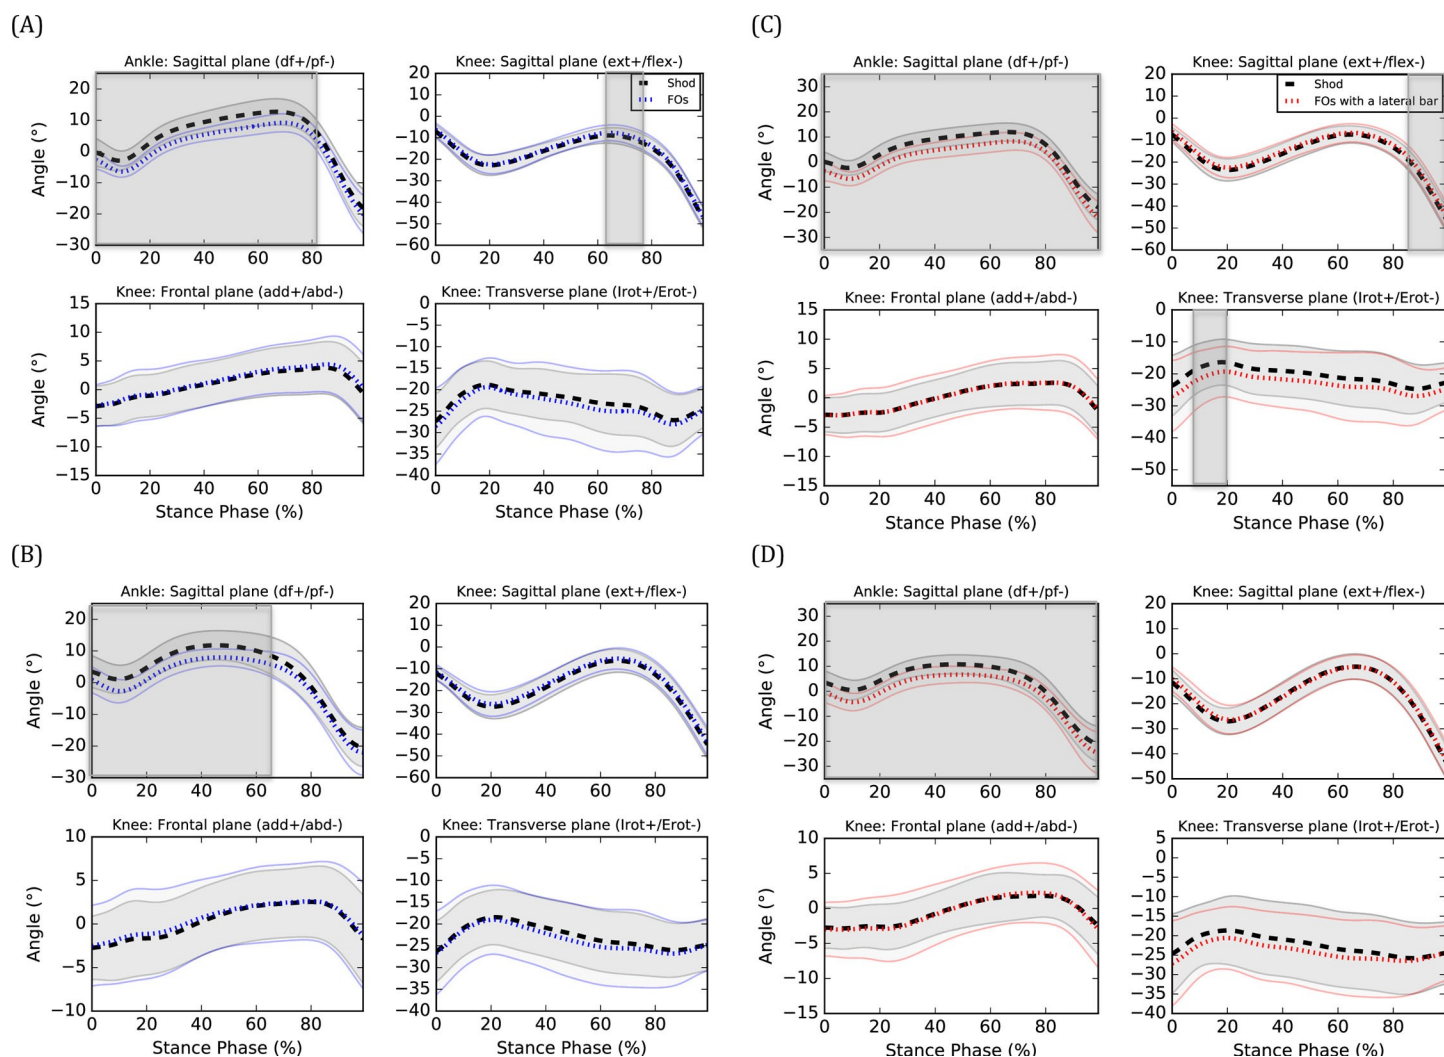 (A)
Ankle: Sagittal plane (df+/pf-)
Angle (°)
20
10
0
−10
−20
−30
0 20 40 60 80
Knee: Sagittal plane (ext+/flex-)
Shod
FOs
20
10
0
−10
−20
−30
−40
−50
−60
0 20 40 60 80
Knee: Frontal plane (add+/abd-)
Angle (°)
15
10
5
0
−5
−10
−15
0 20 40 60 80
Stance Phase (%)
Knee: Transverse plane (Irot+/Erot-)
0
−5
−10
−15
−20
−25
−30
−35
−40
0 20 40 60 80
Stance Phase (%)
(B)
Ankle: Sagittal plane (df+/pf-)
Angle (°)
20
10
0
−10
−20
−30
0 20 40 60 80
Knee: Sagittal plane (ext+/flex-)
20
10
0
−10
−20
−30
−40
−50
−60
0 20 40 60 80
Knee: Frontal plane (add+/abd-)
Angle (°)
10
5
0
−5
−10
0 20 40 60 80
Stance Phase (%)
Knee: Transverse plane (Irot+/Erot-)
0
−5
−10
−15
−20
−25
−30
−35
−40
0 20 40 60 80
Stance Phase (%)
(C)
Ankle: Sagittal plane (df+/pf-)
Angle (°)
30
20
10
0
−10
−20
−30
0 20 40 60 80
Knee: Sagittal plane (ext+/flex-)
Shod
FOs with a lateral bar
20
10
0
−10
−20
−30
−40
−50
−60
0 20 40 60 80
Knee: Frontal plane (add+/abd-)
Angle (°)
15
10
5
0
−5
−10
−15
0 20 40 60 80
Stance Phase (%)
Knee: Transverse plane (Irot+/Erot-)
0
−10
−20
−30
−40
−50
0 20 40 60 80
Stance Phase (%)
(D)
Ankle: Sagittal plane (df+/pf-)
Angle (°)
30
20
10
0
−10
−20
−30
0 20 40 60 80
Knee: Sagittal plane (ext+/flex-)
20
10
0
−10
−20
−30
−40
−50
0 20 40 60 80
Knee: Frontal plane (add+/abd-)
Angle (°)
10
5
0
−5
−10
−15
0 20 40 60 80
Stance Phase (%)
Knee: Transverse plane (Irot+/Erot-)
5
0
−5
−10
−15
−20
−25
−30
−35
−40
0 20 40 60 80
Stance Phase (%)